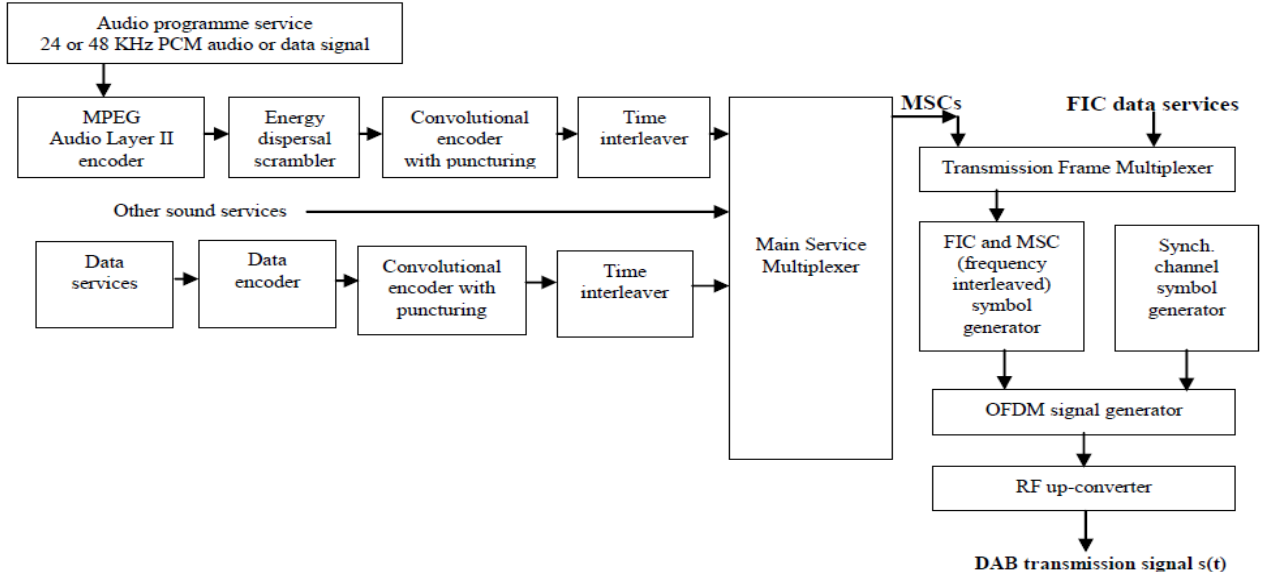 Audio programme service
24 or 48 KHz PCM audio or data signal
MPEG
Audio Layer II
encoder
Energy
dispersal
scrambler
Convolutional
encoder
with puncturing
Time
interleaver
Other sound services
Data
services
Data
encoder
Convolutional
encoder with
puncturing
Time
interleaver
Main Service
Multiplexer
MSCs
FIC data services
Transmission Frame Multiplexer
FIC and MSC
(frequency
interleaved)
symbol
generator
Synch.
channel
symbol
generator
OFDM signal generator
RF up-converter
DAB transmission signal s(t)